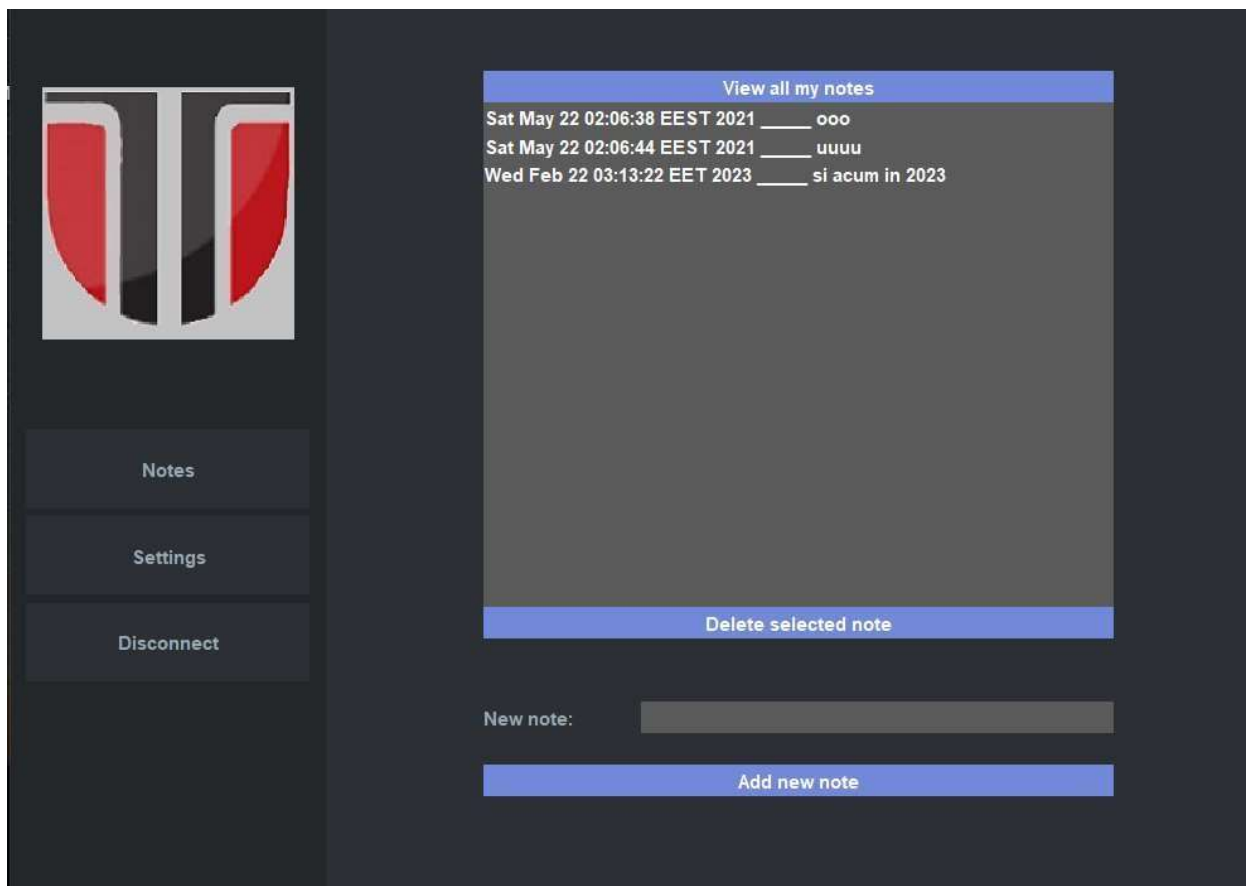 Notes
Settings
Disconnect
View all my notes
Sat May 22 02:06:38 EEST 2021 _____ ooo
Sat May 22 02:06:44 EEST 2021 _____ uuuu
Wed Feb 22 03:13:22 EET 2023 _____ si acum in 2023
Delete selected note
New note:
Add new note